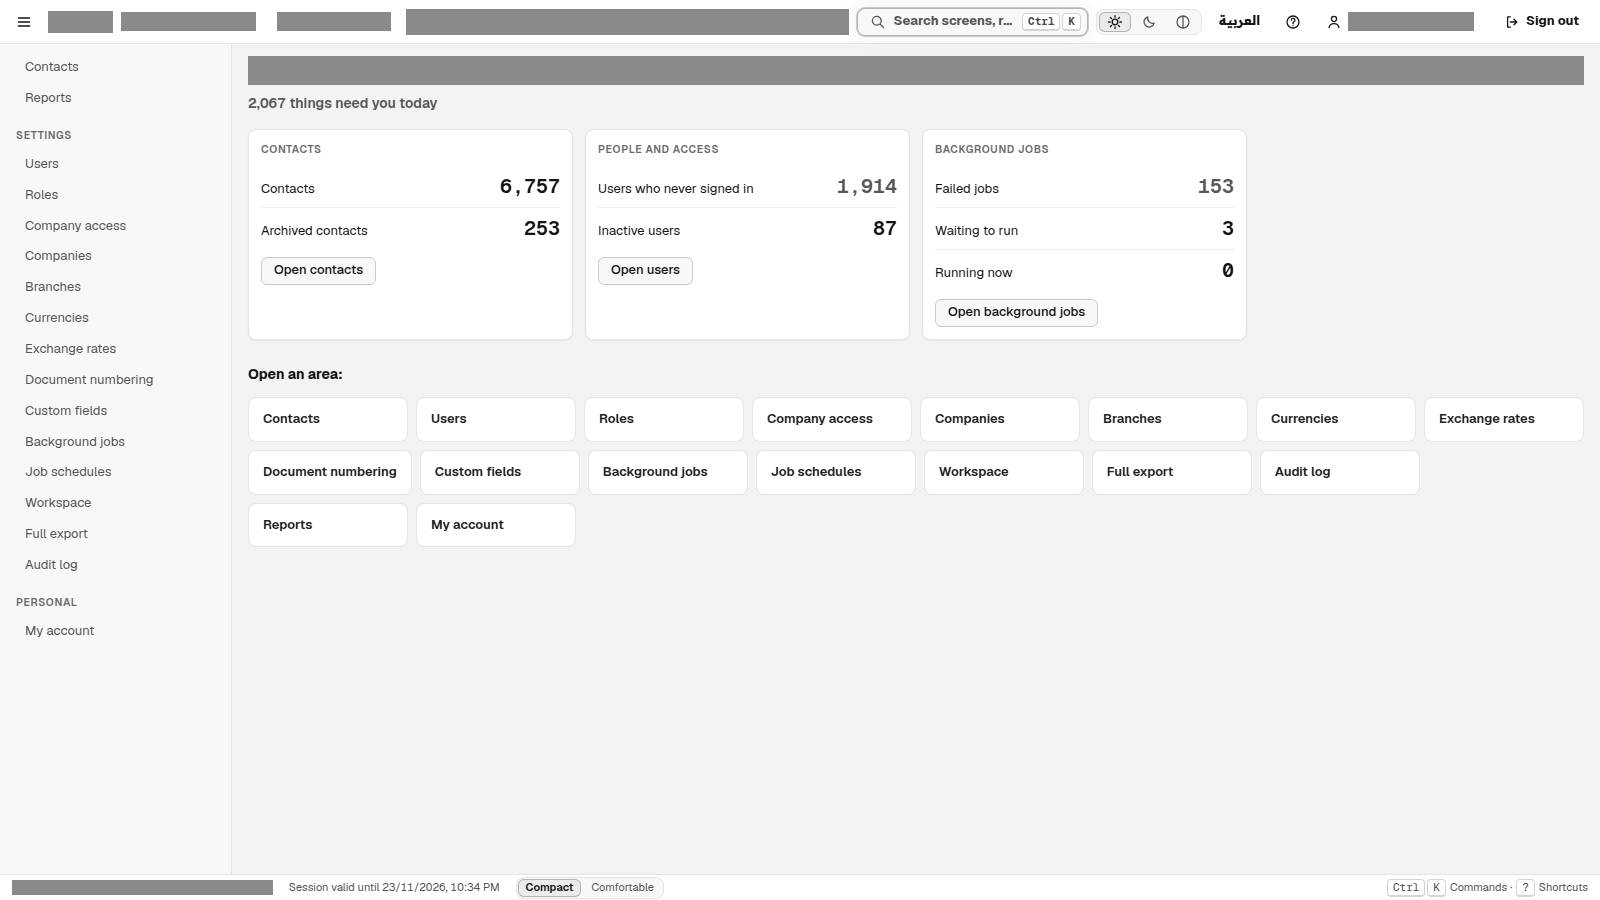 Search screens, r... Ctrl K العربية Sign out
Contacts
Reports
SETTINGS
Users
Roles
Company access
Companies
Branches
Currencies
Exchange rates
Document numbering
Custom fields
Background jobs
Job schedules
Workspace
Full export
Audit log
PERSONAL
My account
2,067 things need you today
CONTACTS
Contacts 6,757
Archived contacts 253
Open contacts
PEOPLE AND ACCESS
Users who never signed in 1,914
Inactive users 87
Open users
BACKGROUND JOBS
Failed jobs 153
Waiting to run 3
Running now 0
Open background jobs
Open an area:
Contacts Users Roles Company access Companies Branches Currencies Exchange rates
Document numbering Custom fields Background jobs Job schedules Workspace Full export Audit log
Reports My account
Session valid until 23/11/2026, 10:34 PM Compact Comfortable Ctrl K Commands · ? Shortcuts